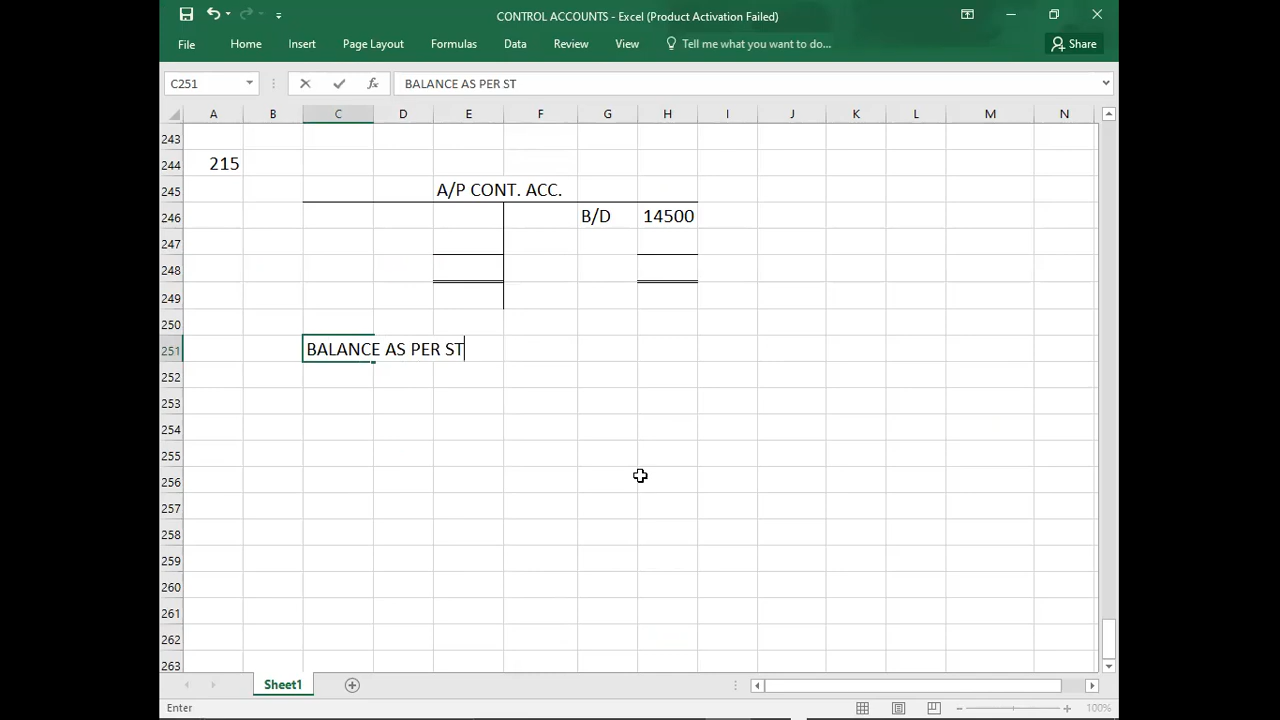 CONTROL ACCOUNTS - Excel (Product Activation Failed)
File Home Insert Page Layout Formulas Data Review View Tell me what you want to do... Share
C251 fx BALANCE AS PER ST
A B C D E F G H I J K L M N
243
244 215
245 A/P CONT. ACC.
246 B/D 14500
247
248
249
250
251 BALANCE AS PER ST
252
253
254
255
256
257
258
259
260
261
262
263
Sheet1
Enter 100%